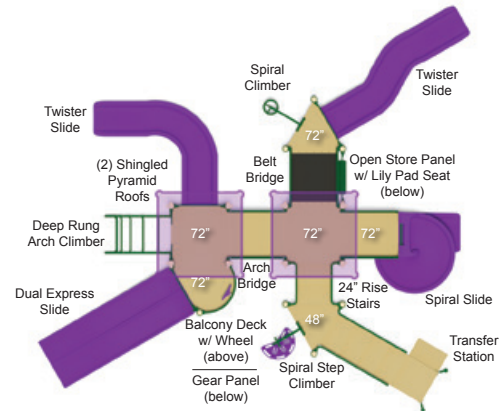 Spiral
Climber
Twister
Slide
72"
Twister
Slide
(2) Shingled
Pyramid
Roofs
Belt
Bridge
Open Store Panel
w/ Lily Pad Seat
(below)
Deep Rung
Arch Climber
72"
72"
72"
72"
Arch
Bridge
24" Rise
Stairs
Spiral Slide
Dual Express
Slide
Balcony Deck
w/ Wheel
(above)
Gear Panel
(below)
48"
Spiral Step
Climber
Transfer
Station